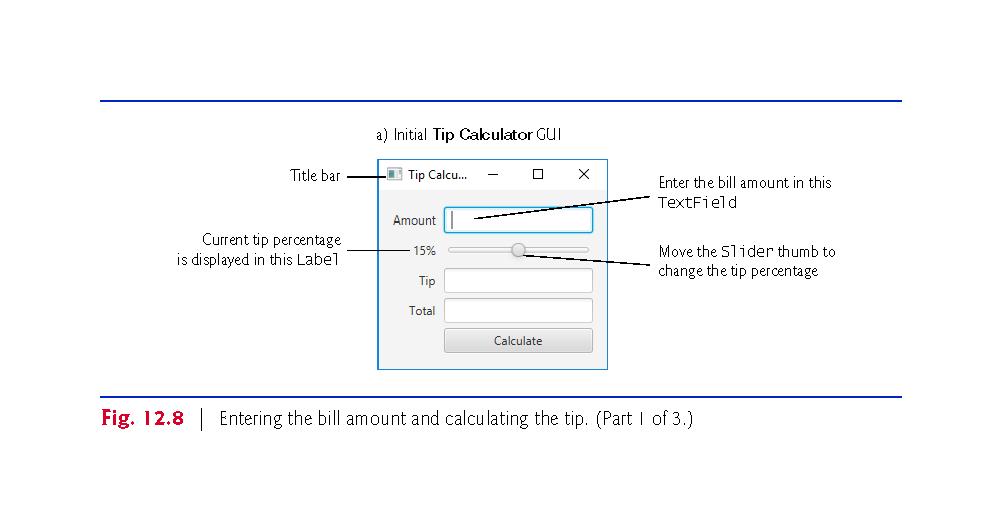 a) Initial Tip Calculator GUI
Title bar
Tip Calcu...
Enter the bill amount in this
TextField
Amount
Current tip percentage
is displayed in this Label
15%
Move the Slider thumb to
change the tip percentage
Tip
Total
Calculate
Fig. 12.8 | Entering the bill amount and calculating the tip. (Part 1 of 3.)